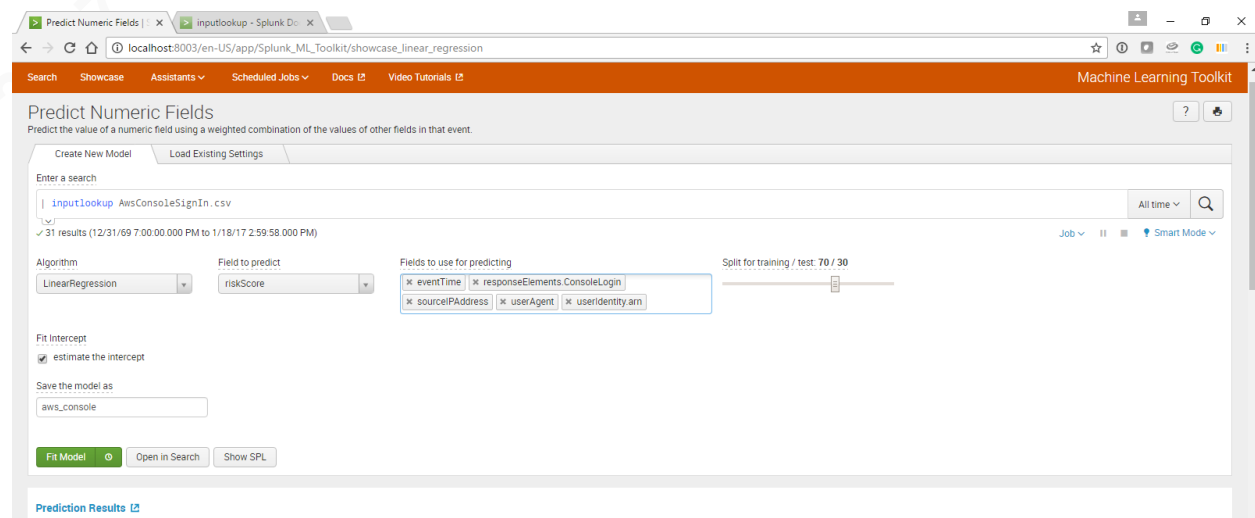 Predict Numeric Fields | S
inputlookup - Splunk Do
localhost:8003/en-US/app/Splunk_ML_Toolkit/showcase_linear_regression
Search Showcase Assistants Scheduled Jobs Docs Video Tutorials Machine Learning Toolkit
Predict Numeric Fields ?
Predict the value of a numeric field using a weighted combination of the values of other fields in that event.
Create New Model Load Existing Settings
Enter a search
| inputlookup AwsConsoleSignIn.csv All time
31 results (12/31/69 7:00:00.000 PM to 1/18/17 2:59:58.000 PM) Job Smart Mode
Algorithm Field to predict Fields to use for predicting Split for training / test: 70 / 30
LinearRegression riskScore eventTime responseElements.ConsoleLogin
sourceIPAddress userAgent userIdentity.arn
Fit Intercept
estimate the intercept
Save the model as
aws_console
Fit Model Open in Search Show SPL
Prediction Results